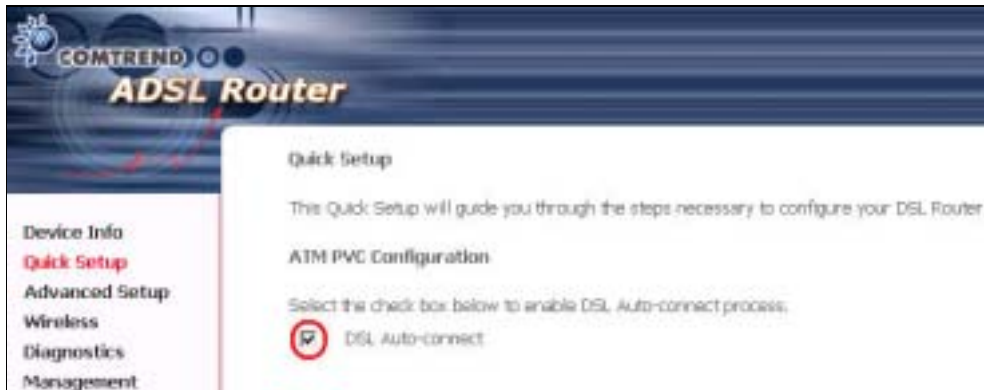 COMTREND
ADSL Router
Quick Setup
This Quick Setup will guide you through the steps necessary to configure your DSL Router
ATM PVC Configuration
Select the check box below to enable DSL Auto-connect process.
DSL Auto-connect
Device Info
Quick Setup
Advanced Setup
Wireless
Diagnostics
Management